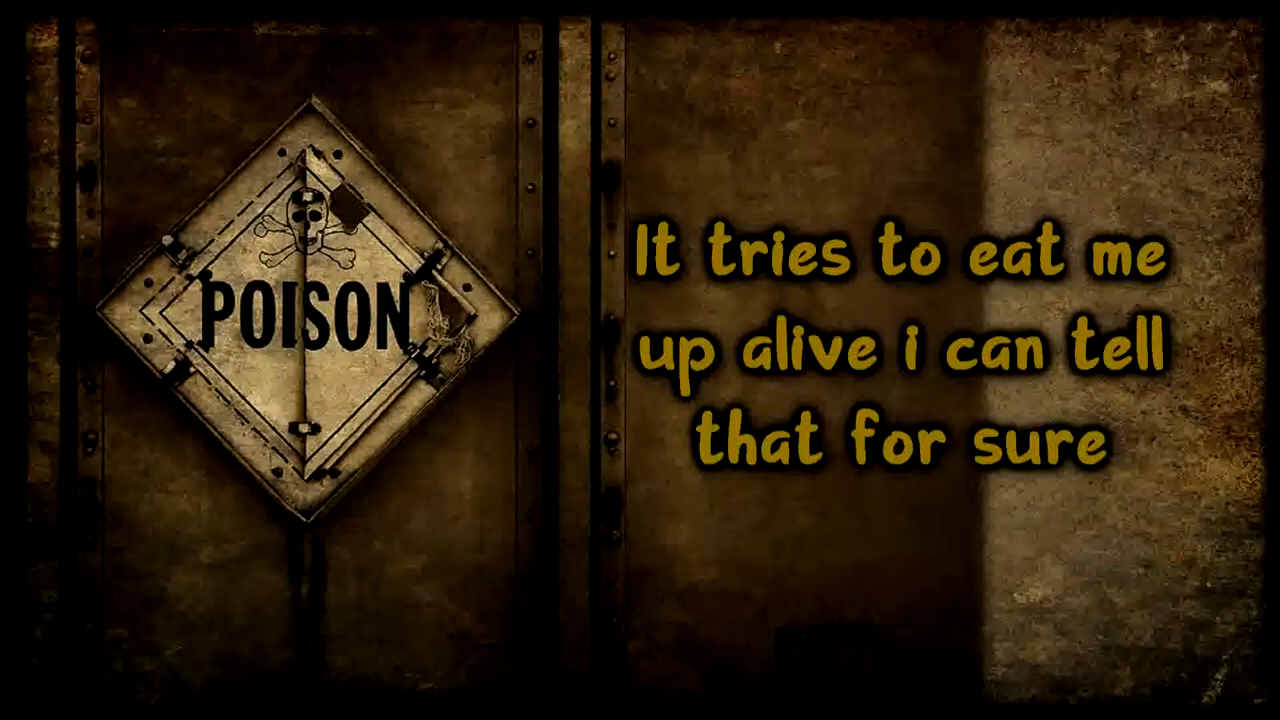 POISON
It tries to eat me
up alive i can tell
that for sure